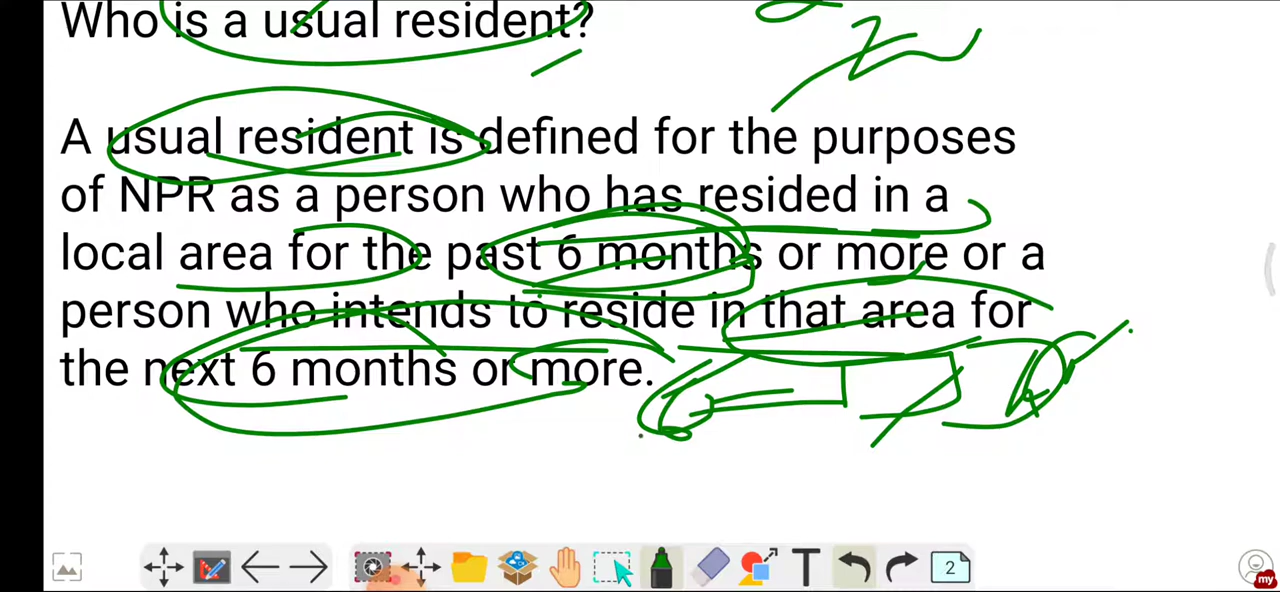 Who is a usual resident?
A usual resident is defined for the purposes
of NPR as a person who has resided in a
local area for the past 6 months or more or a
person who intends to reside in that area for
the next 6 months or more.
T
2
my